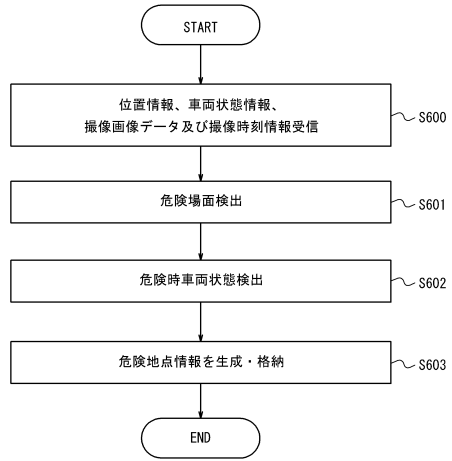 START
位置情報、車両状態情報、
撮像画像データ及び撮像時刻情報受信
S600
危険場面検出
S601
危険時車両状態検出
S602
危険地点情報を生成・格納
S603
END